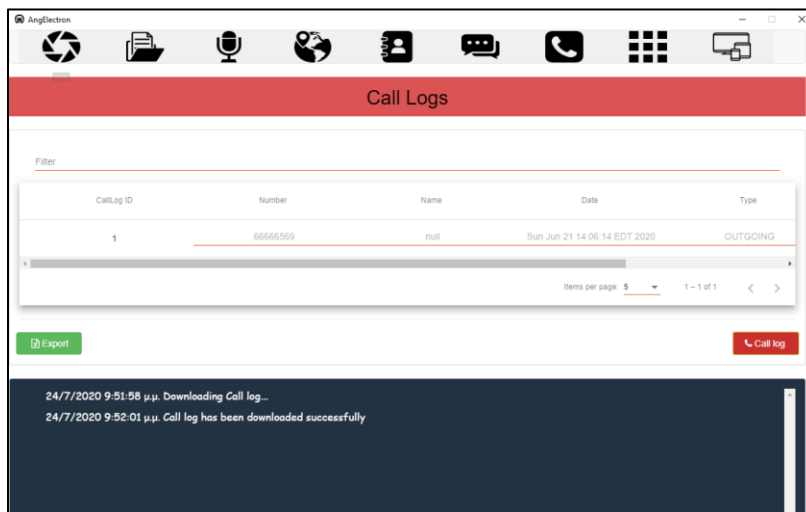 AngElectron
Call Logs
Filter
CallLog ID Number Name Date Type
1 66666569 null Sun Jun 21 14:06:14 EDT 2020 OUTGOING
Items per page: 5 1 – 1 of 1
Export Call log
24/7/2020 9:51:58 μ.μ. Downloading Call log...
24/7/2020 9:52:01 μ.μ. Call log has been downloaded successfully